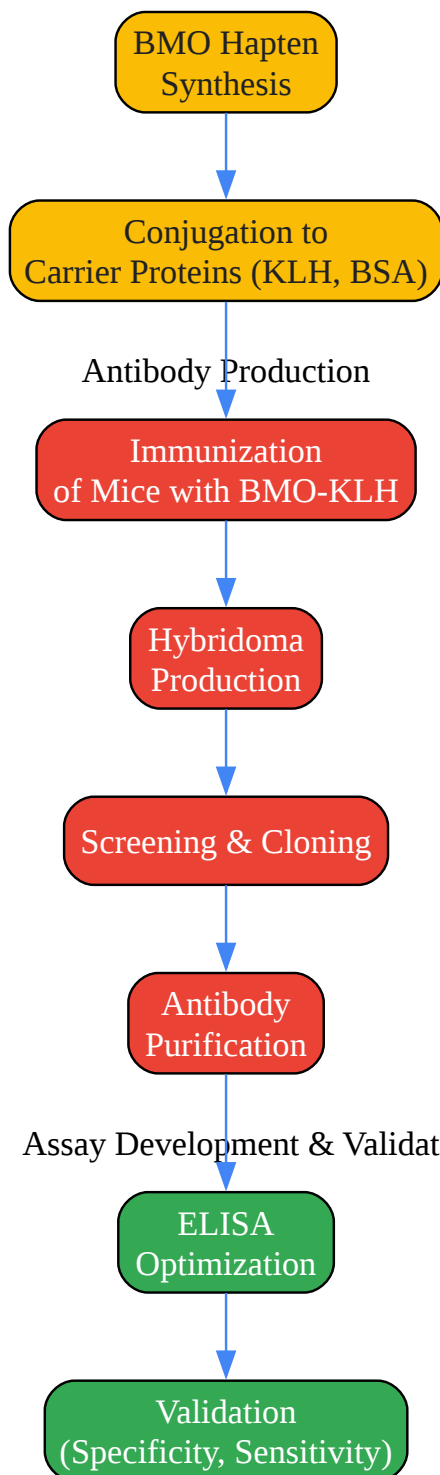 BMO Hapten
Synthesis
Conjugation to
Carrier Proteins (KLH, BSA)
Antibody Production
Immunization
of Mice with BMO-KLH
Hybridoma
Production
Screening & Cloning
Antibody
Purification
Assay Development & Validat
ELISA
Optimization
Validation
(Specificity, Sensitivity)